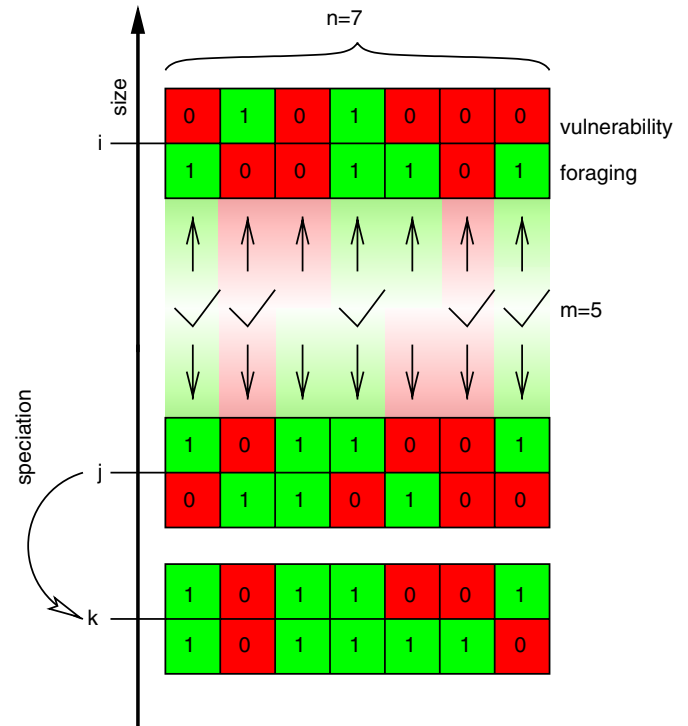 n=7
size
0 1 0 1 0 0 0
vulnerability
i
1 0 0 1 1 0 1
foraging
m=5
speciation
1 0 1 1 0 0 1
j
0 1 1 0 1 0 0
1 0 1 1 0 0 1
k
1 0 1 1 1 1 0